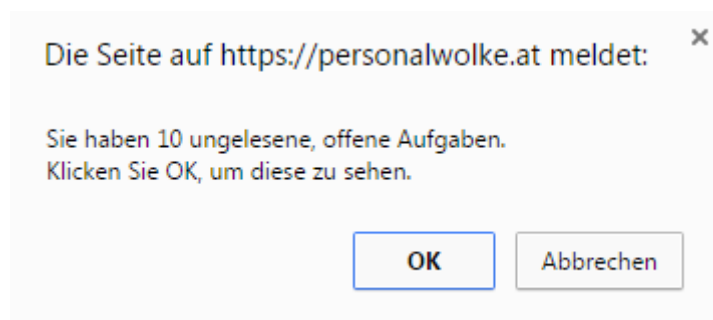 Die Seite auf https://personalwolke.at meldet:
Sie haben 10 ungelesene, offene Aufgaben.
Klicken Sie OK, um diese zu sehen.
OK
Abbrechen